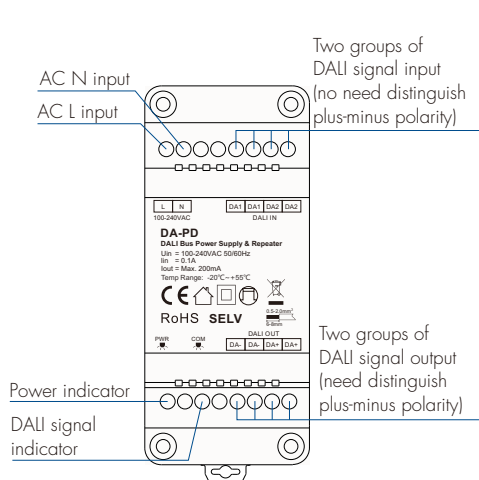 Two groups of
DALI signal input
(no need distinguish
plus-minus polarity)
AC N input
AC L input
L N
100-240VAC
DA1 DA1 DA2 DA2
DALI IN
DA-PD
DALI Bus Power Supply & Repeater
Uin = 100-240VAC 50/60Hz
Iin = 0.1A
Iout = Max. 200mA
Temp Range: -20℃~+55℃
CE
RoHS SELV
0.5-2.0mm²
5-6mm
PWR COM
DALI OUT
DA- DA- DA+ DA+
Two groups of
DALI signal output
(need distinguish
plus-minus polarity)
Power indicator
DALI signal
indicator